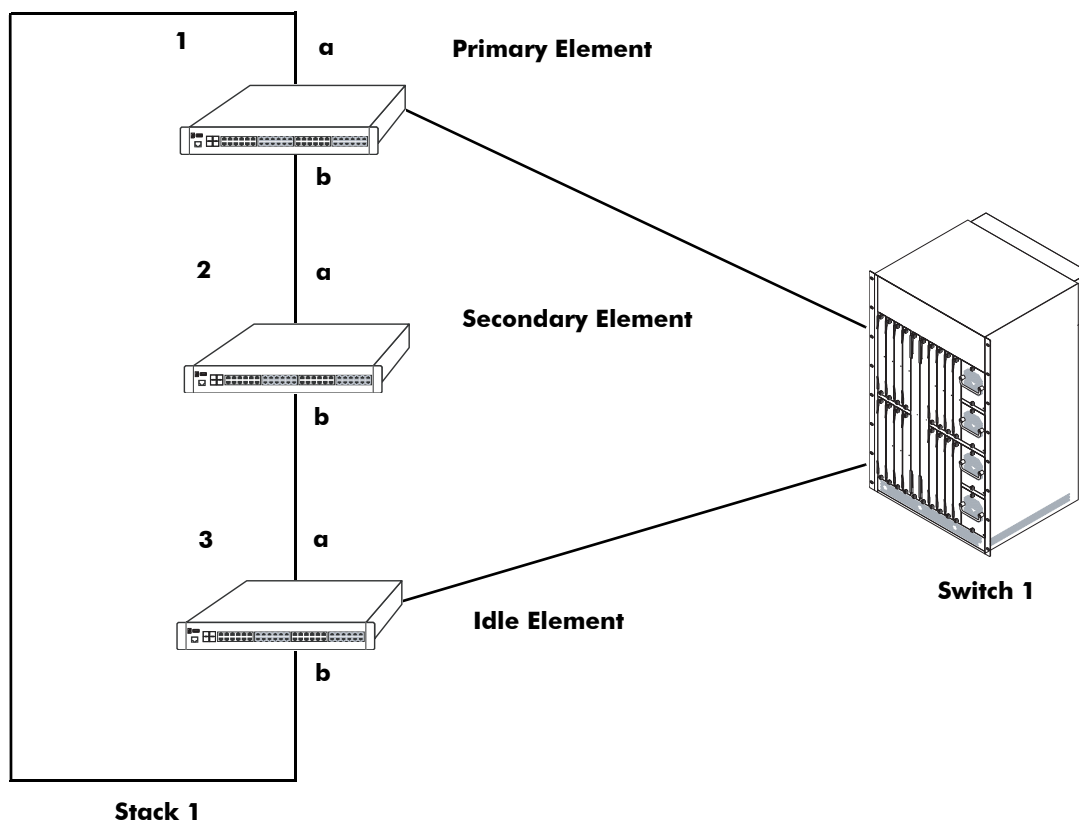 1
a
Primary Element
b
2
a
Secondary Element
b
3
a
Switch 1
Idle Element
b
Stack 1